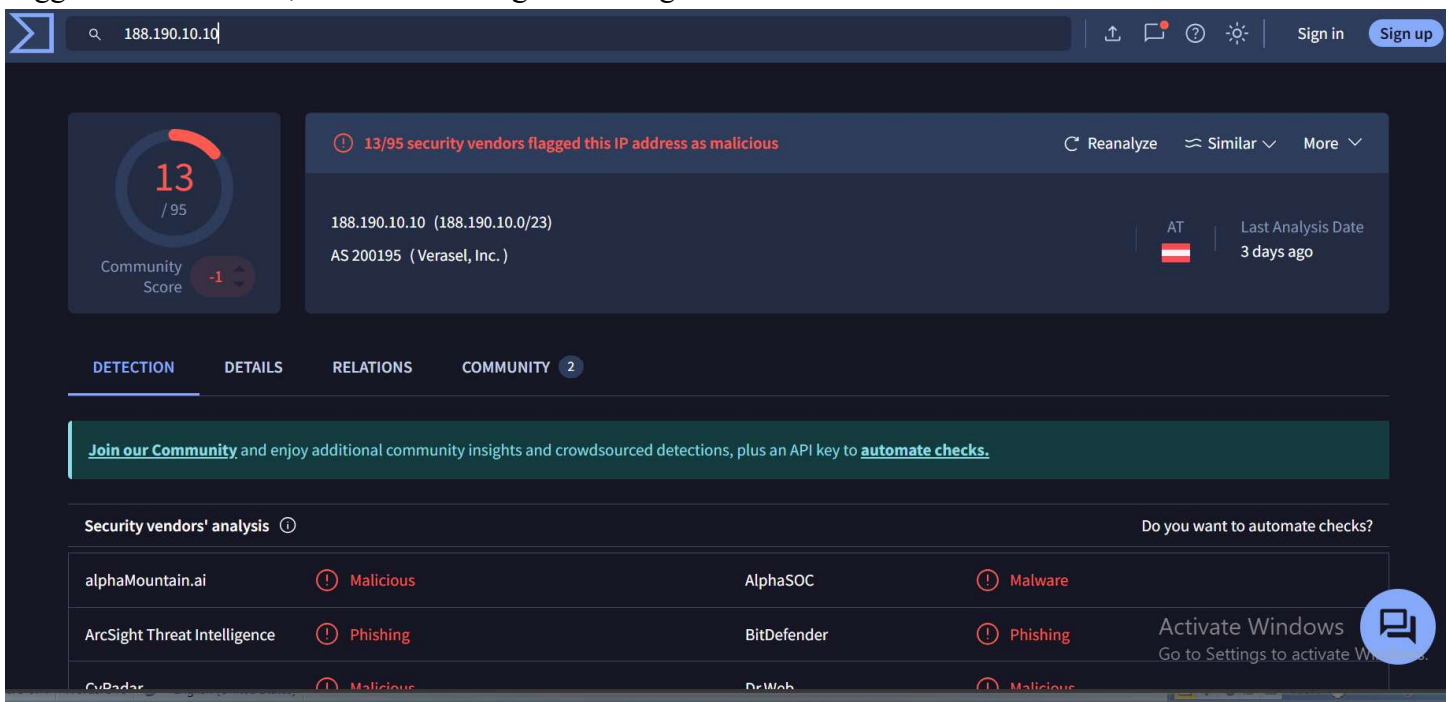 188.190.10.10
Sign in
Sign up
13
/ 95
Community
Score
-1
13/95 security vendors flagged this IP address as malicious
Reanalyze
Similar
More
188.190.10.10 (188.190.10.0/23)
AS 200195 ( Verasel, Inc. )
AT
Last Analysis Date
3 days ago
DETECTION
DETAILS
RELATIONS
COMMUNITY 2
Join our Community and enjoy additional community insights and crowdsourced detections, plus an API key to automate checks.
Security vendors' analysis
Do you want to automate checks?
alphaMountain.ai
Malicious
AlphaSOC
Malware
ArcSight Threat Intelligence
Phishing
BitDefender
Phishing
Activate Windows
Go to Settings to activate
CyRadar
Malicious
Dr.Web
Malicious